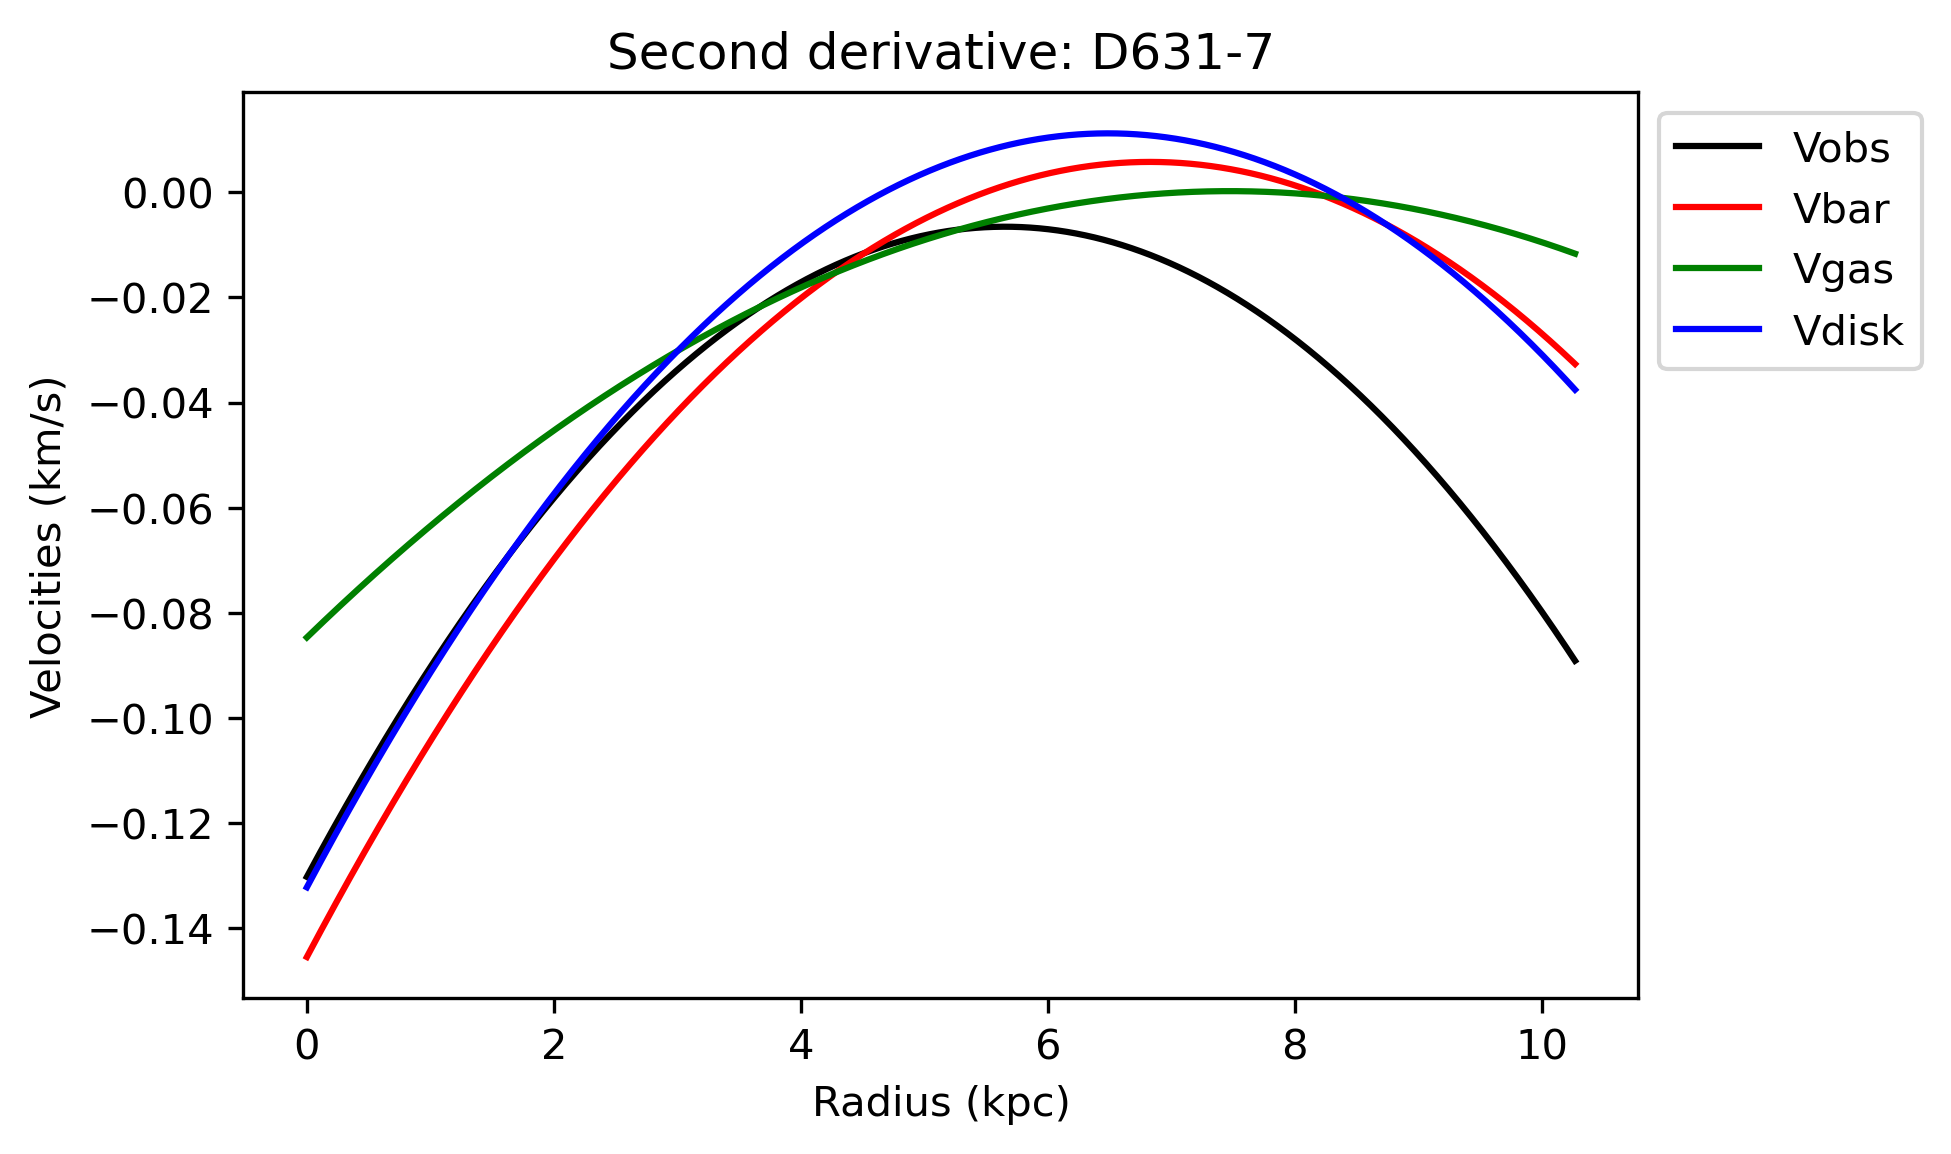 Second derivative: D631-7
Vobs
Vbar
Vgas
Vdisk
Velocities (km/s)
0.00
−0.02
−0.04
−0.06
−0.08
−0.10
−0.12
−0.14
0 2 4 6 8 10
Radius (kpc)